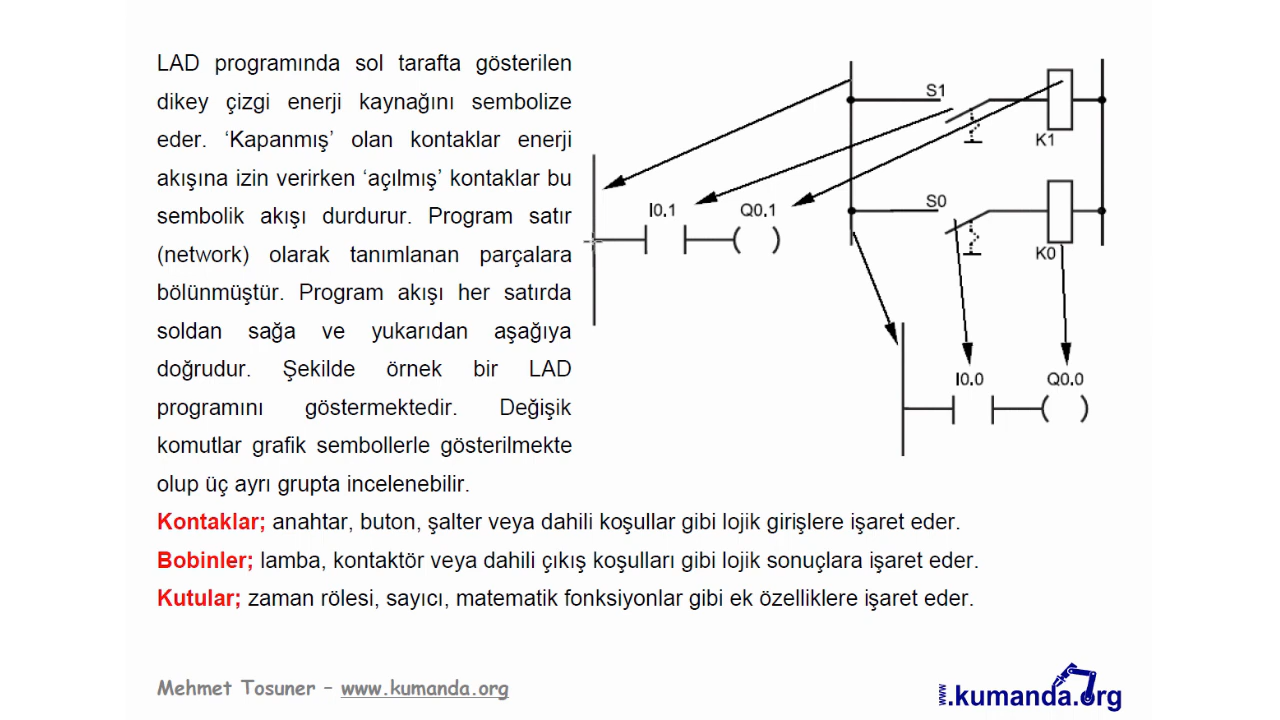 LAD programında sol tarafta gösterilen
dikey çizgi enerji kaynağını sembolize
eder. ‘Kapanmış’ olan kontaklar enerji
akışına izin verirken ‘açılmış’ kontaklar bu
sembolik akışı durdurur. Program satır
(network) olarak tanımlanan parçalara
bölünmüştür. Program akışı her satırda
soldan sağa ve yukarıdan aşağıya
doğrudur. Şekilde örnek bir LAD
programını göstermektedir. Değişik
komutlar grafik sembollerle gösterilmekte
olup üç ayrı grupta incelenebilir.
S1
K1
I0.1 Q0.1
S0
K0
I0.0 Q0.0
Kontaklar; anahtar, buton, şalter veya dahili koşullar gibi lojik girişlere işaret eder.
Bobinler; lamba, kontaktör veya dahili çıkış koşulları gibi lojik sonuçlara işaret eder.
Kutular; zaman rölesi, sayıcı, matematik fonksiyonlar gibi ek özelliklere işaret eder.
Mehmet Tosuner – www.kumanda.org
www.kumanda.org